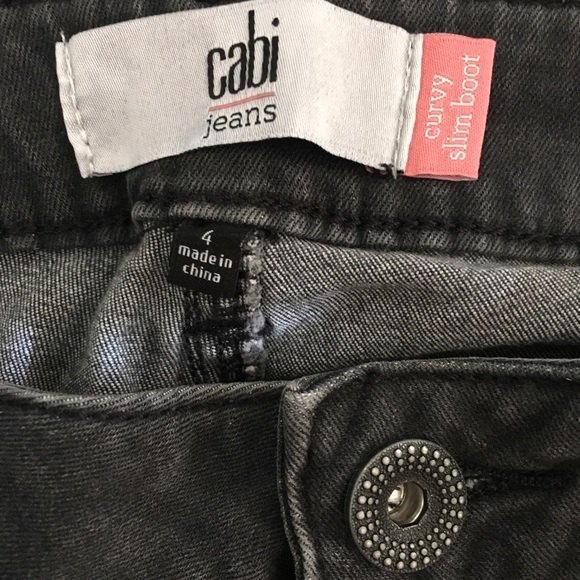 cabi
jeans
curvy
slim boot
4
made in
china